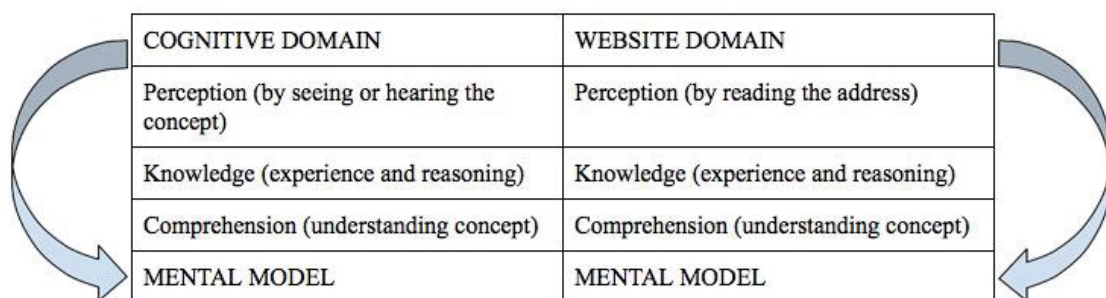 COGNITIVE DOMAIN
WEBSITE DOMAIN
Perception (by seeing or hearing the
concept)
Perception (by reading the address)
Knowledge (experience and reasoning)
Knowledge (experience and reasoning)
Comprehension (understanding concept)
Comprehension (understanding concept)
MENTAL MODEL
MENTAL MODEL